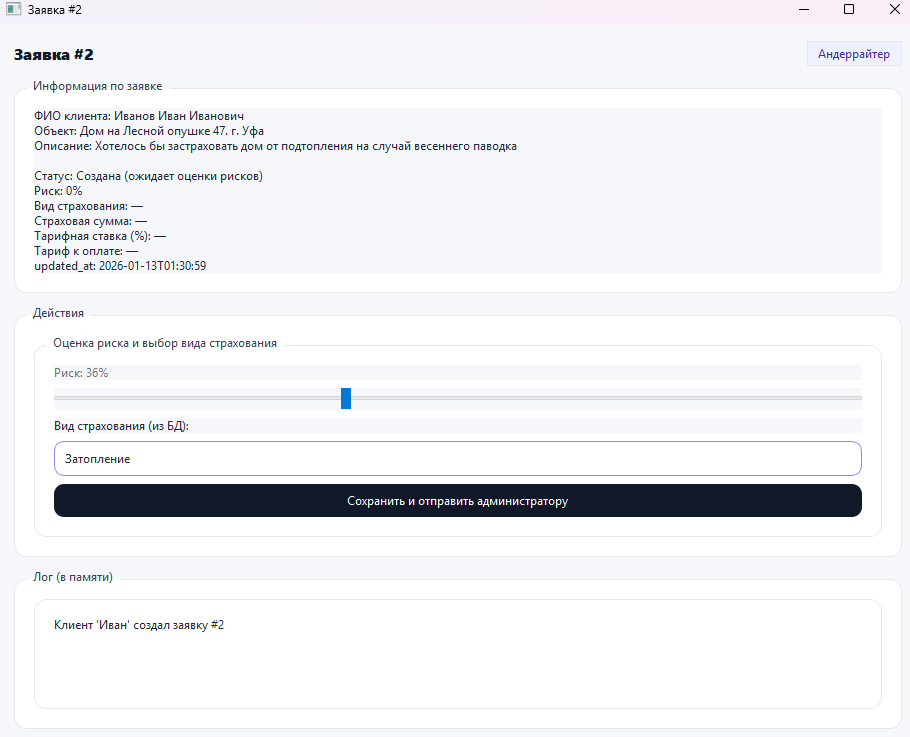 Заявка #2
Заявка #2
Андеррайтер
Информация по заявке
ФИО клиента: Иванов Иван Иванович
Объект: Дом на Лесной опушке 47. г. Уфа
Описание: Хотелось бы застраховать дом от подтопления на случай весеннего паводка
Статус: Создана (ожидает оценки рисков)
Риск: 0%
Вид страхования: —
Страховая сумма: —
Тарифная ставка (%): —
Тариф к оплате: —
updated_at: 2026-01-13T01:30:59
Действия
Оценка риска и выбор вида страхования
Риск: 36%
Вид страхования (из БД):
Затопление
Сохранить и отправить администратору
Лог (в памяти)
Клиент 'Иван' создал заявку #2